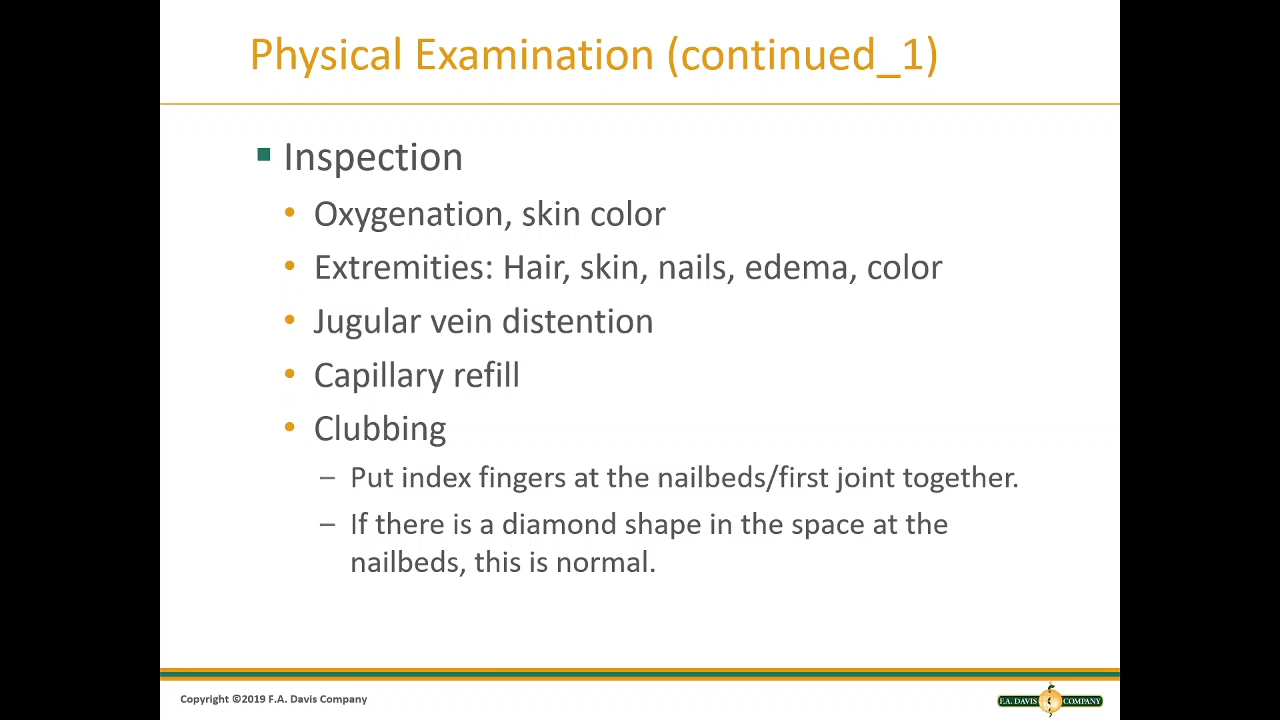 Physical Examination (continued_1)
Inspection
Oxygenation, skin color
Extremities: Hair, skin, nails, edema, color
Jugular vein distention
Capillary refill
Clubbing
– Put index fingers at the nailbeds/first joint together.
– If there is a diamond shape in the space at the
nailbeds, this is normal.
Copyright ©2019 F.A. Davis Company
F.A. DAVIS COMPANY